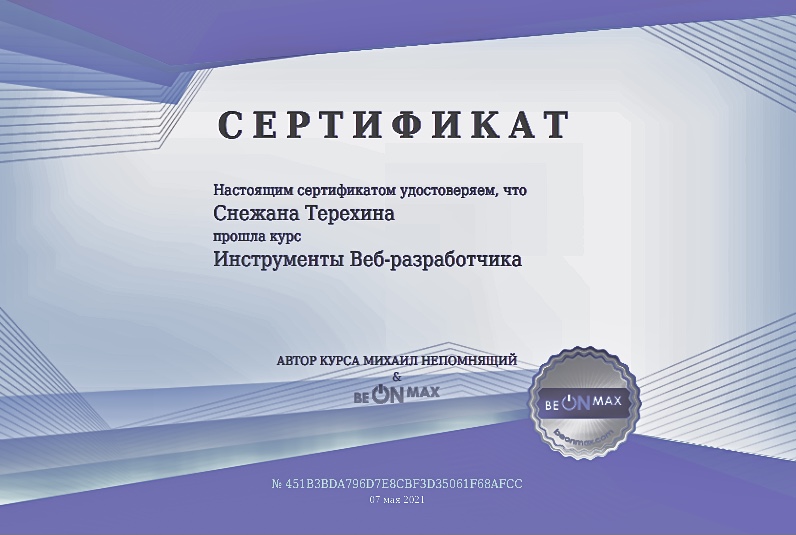 СЕРТИФИКАТ
Настоящим сертификатом удостоверяем, что
Снежана Терехина
прошла курс
Инструменты Веб-разработчика
АВТОР КУРСА МИХАИЛ НЕПОМНЯЩИЙ
&
BE ON MAX
BE ON MAX
beonmax.com
№ 451B3BDA796D7E8CBF3D35061F68AFCC
07 мая 2021